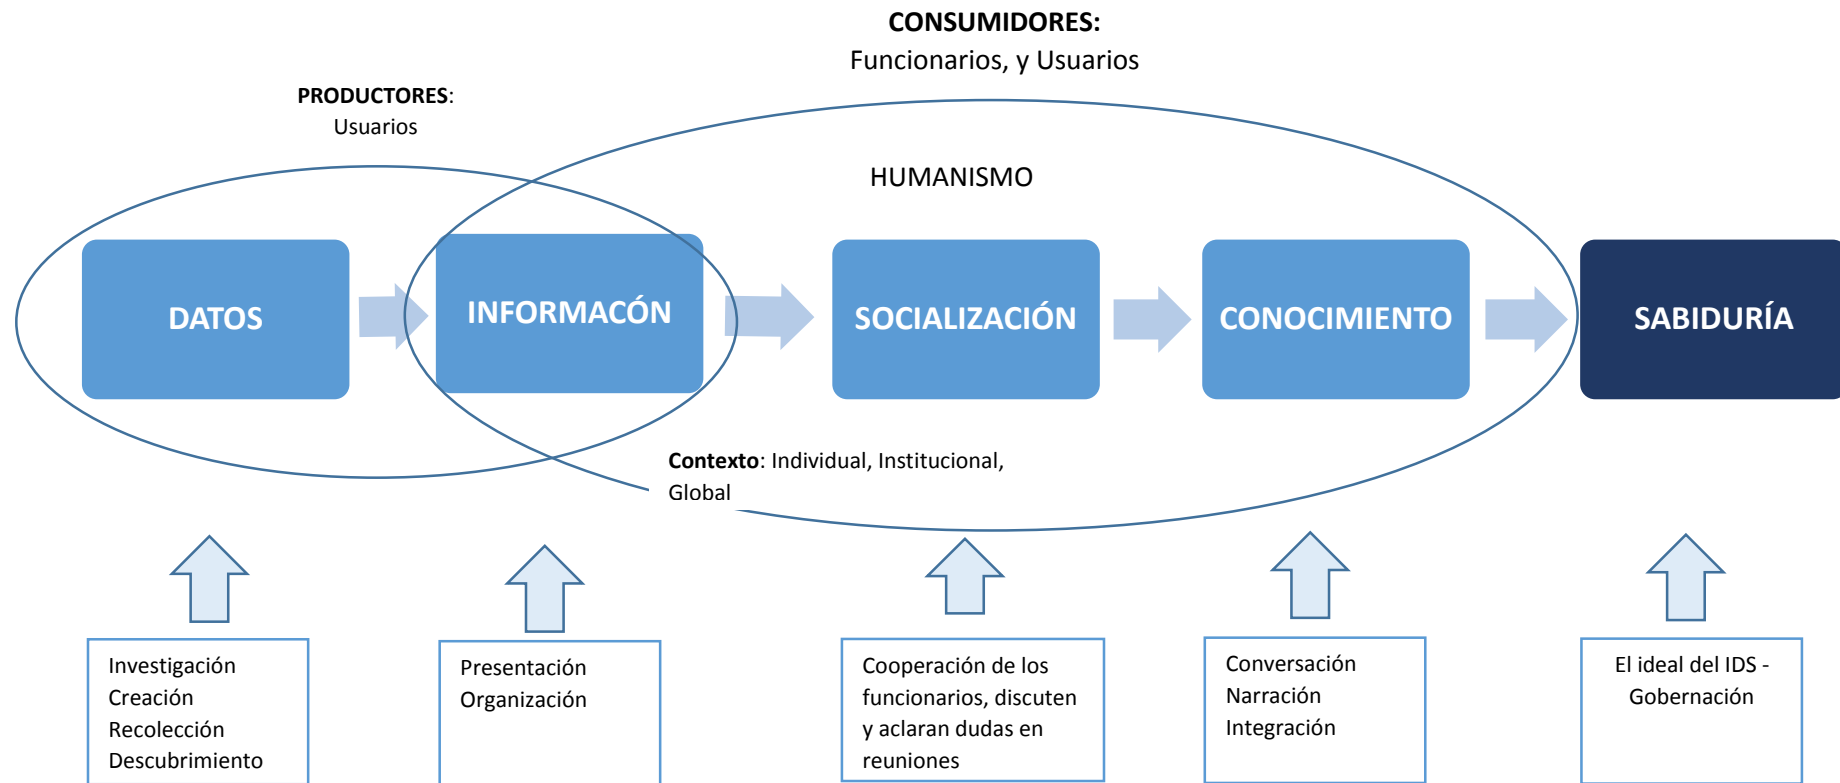 CONSUMIDORES:
Funcionarios, y Usuarios
PRODUCTORES:
Usuarios
HUMANISMO
DATOS
INFORMACÓN
SOCIALIZACIÓN
CONOCIMIENTO
SABIDURÍA
Contexto: Individual, Institucional,
Global
Investigación
Creación
Recolección
Descubrimiento
Presentación
Organización
Cooperación de los
funcionarios, discuten
y aclaran dudas en
reuniones
Conversación
Narración
Integración
El ideal del IDS -
Gobernación